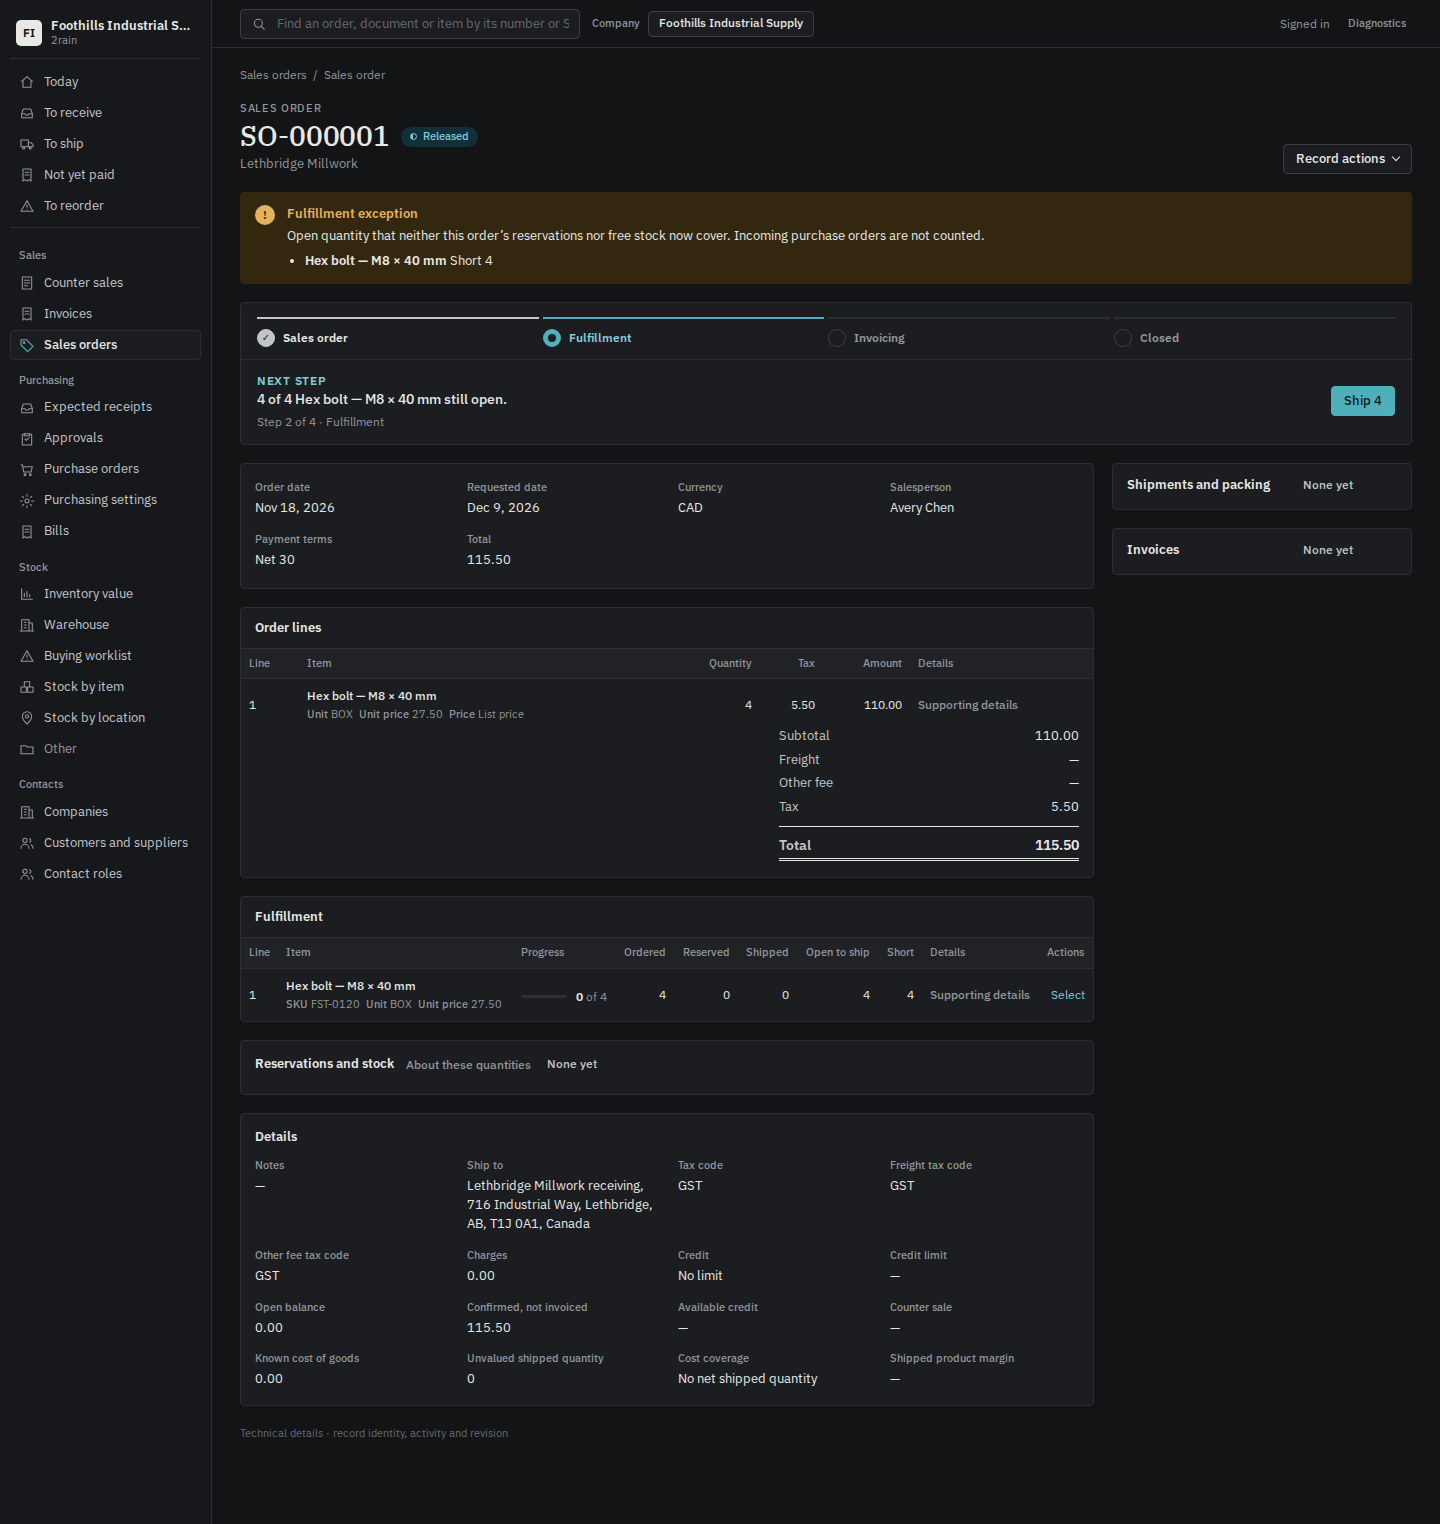 FI
Foothills Industrial S...
2rain
Today
To receive
To ship
Not yet paid
To reorder
Sales
Counter sales
Invoices
Sales orders
Purchasing
Expected receipts
Approvals
Purchase orders
Purchasing settings
Bills
Stock
Inventory value
Warehouse
Buying worklist
Stock by item
Stock by location
Other
Contacts
Companies
Customers and suppliers
Contact roles
Find an order, document or item by its number or S
Company
Foothills Industrial Supply
Signed in
Diagnostics
Sales orders / Sales order
SALES ORDER
SO-000001
Released
Lethbridge Millwork
Record actions
Fulfillment exception
Open quantity that neither this order’s reservations nor free stock now cover. Incoming purchase orders are not counted.
• Hex bolt — M8 × 40 mm Short 4
Sales order
Fulfillment
Invoicing
Closed
NEXT STEP
4 of 4 Hex bolt — M8 × 40 mm still open.
Step 2 of 4 · Fulfillment
Ship 4
Order date Requested date Currency Salesperson
Nov 18, 2026 Dec 9, 2026 CAD Avery Chen
Payment terms Total
Net 30 115.50
Shipments and packing None yet
Invoices None yet
Order lines
Line Item Quantity Tax Amount Details
1 Hex bolt — M8 × 40 mm 4 5.50 110.00 Supporting details
Unit BOX Unit price 27.50 Price List price
Subtotal 110.00
Freight —
Other fee —
Tax 5.50
Total 115.50
Fulfillment
Line Item Progress Ordered Reserved Shipped Open to ship Short Details Actions
1 Hex bolt — M8 × 40 mm 0 of 4 4 0 0 4 4 Supporting details Select
SKU FST-0120 Unit BOX Unit price 27.50
Reservations and stock About these quantities None yet
Details
Notes Ship to Tax code Freight tax code
— Lethbridge Millwork receiving, GST GST
716 Industrial Way, Lethbridge,
AB, T1J 0A1, Canada
Other fee tax code Charges Credit Credit limit
GST 0.00 No limit —
Open balance Confirmed, not invoiced Available credit Counter sale
0.00 115.50 — —
Known cost of goods Unvalued shipped quantity Cost coverage Shipped product margin
0.00 0 No net shipped quantity —
Technical details · record identity, activity and revision